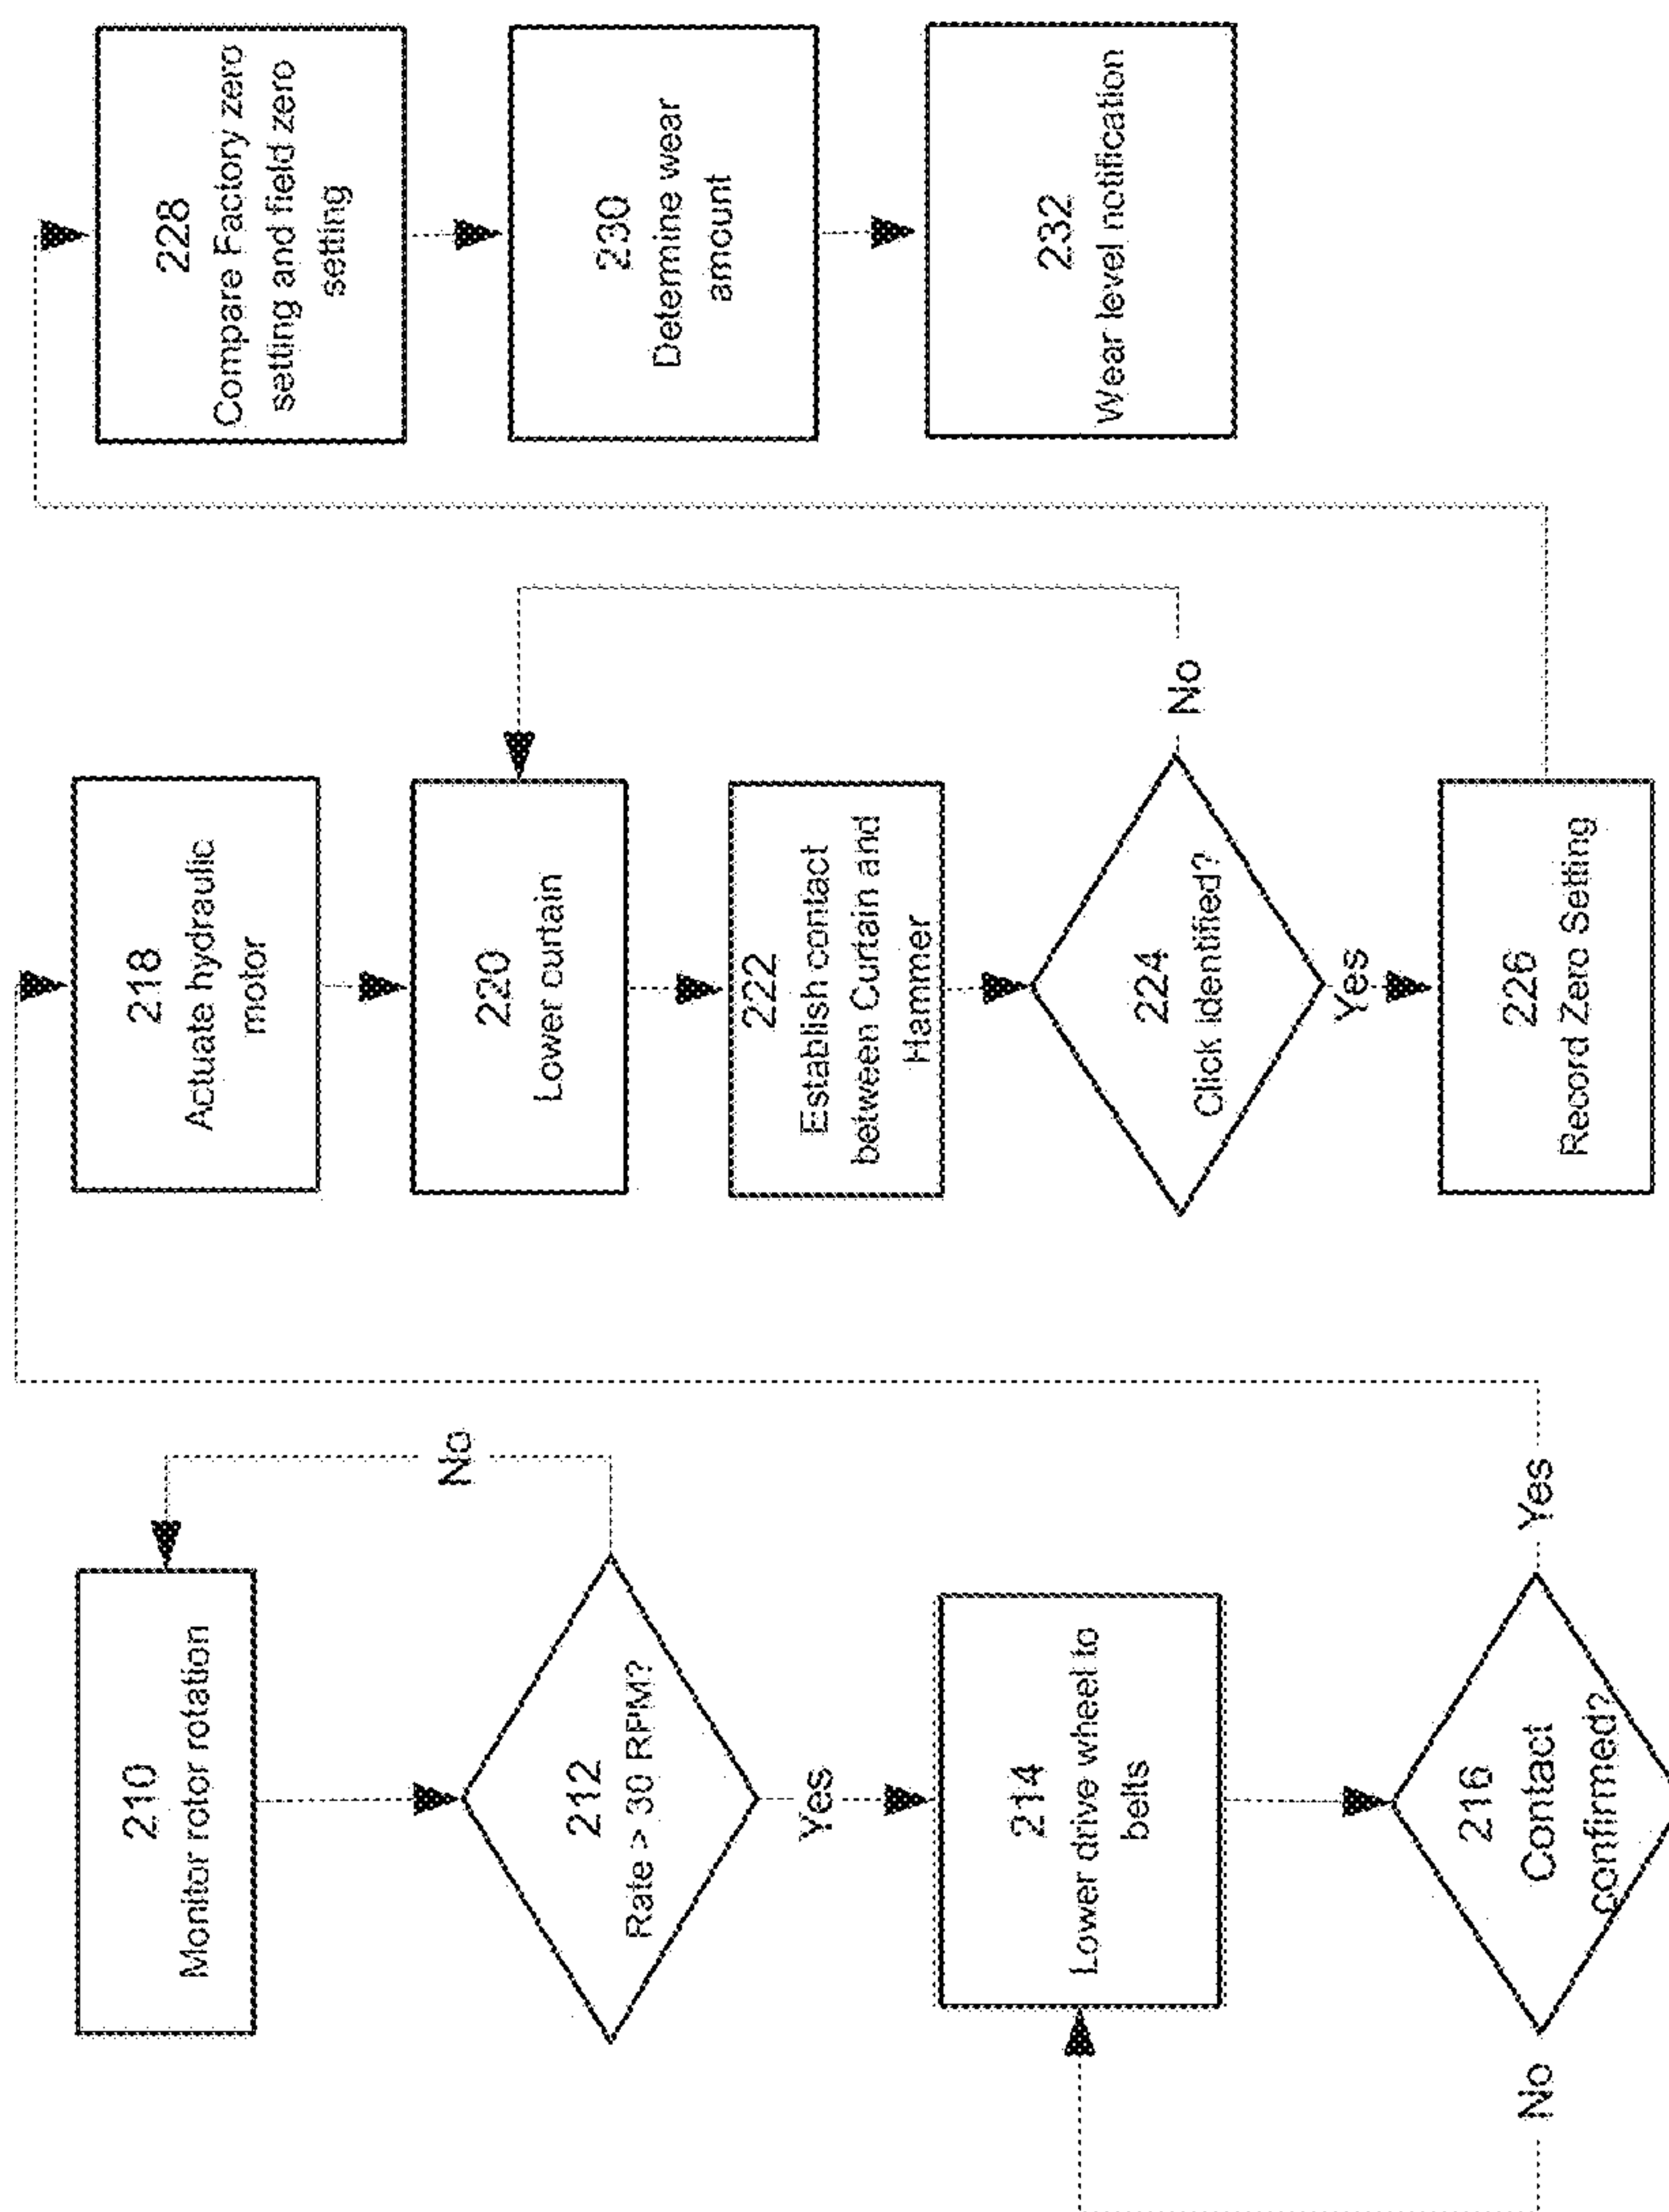 210
Monitor rotor rotation
212
Rate > 30 RPM?
No
Yes
214
Lower drive wheel to
belts
216
Contact
confirmed?
No
Yes
218
Actuate hydraulic
motor
220
Lower curtain
222
Establish contact
between Curtain and
Hammer
224
Click identified?
No
Yes
226
Record Zero Setting
228
Compare Factory zero
setting and field zero
setting
230
Determine wear
amount
232
Wear level notification